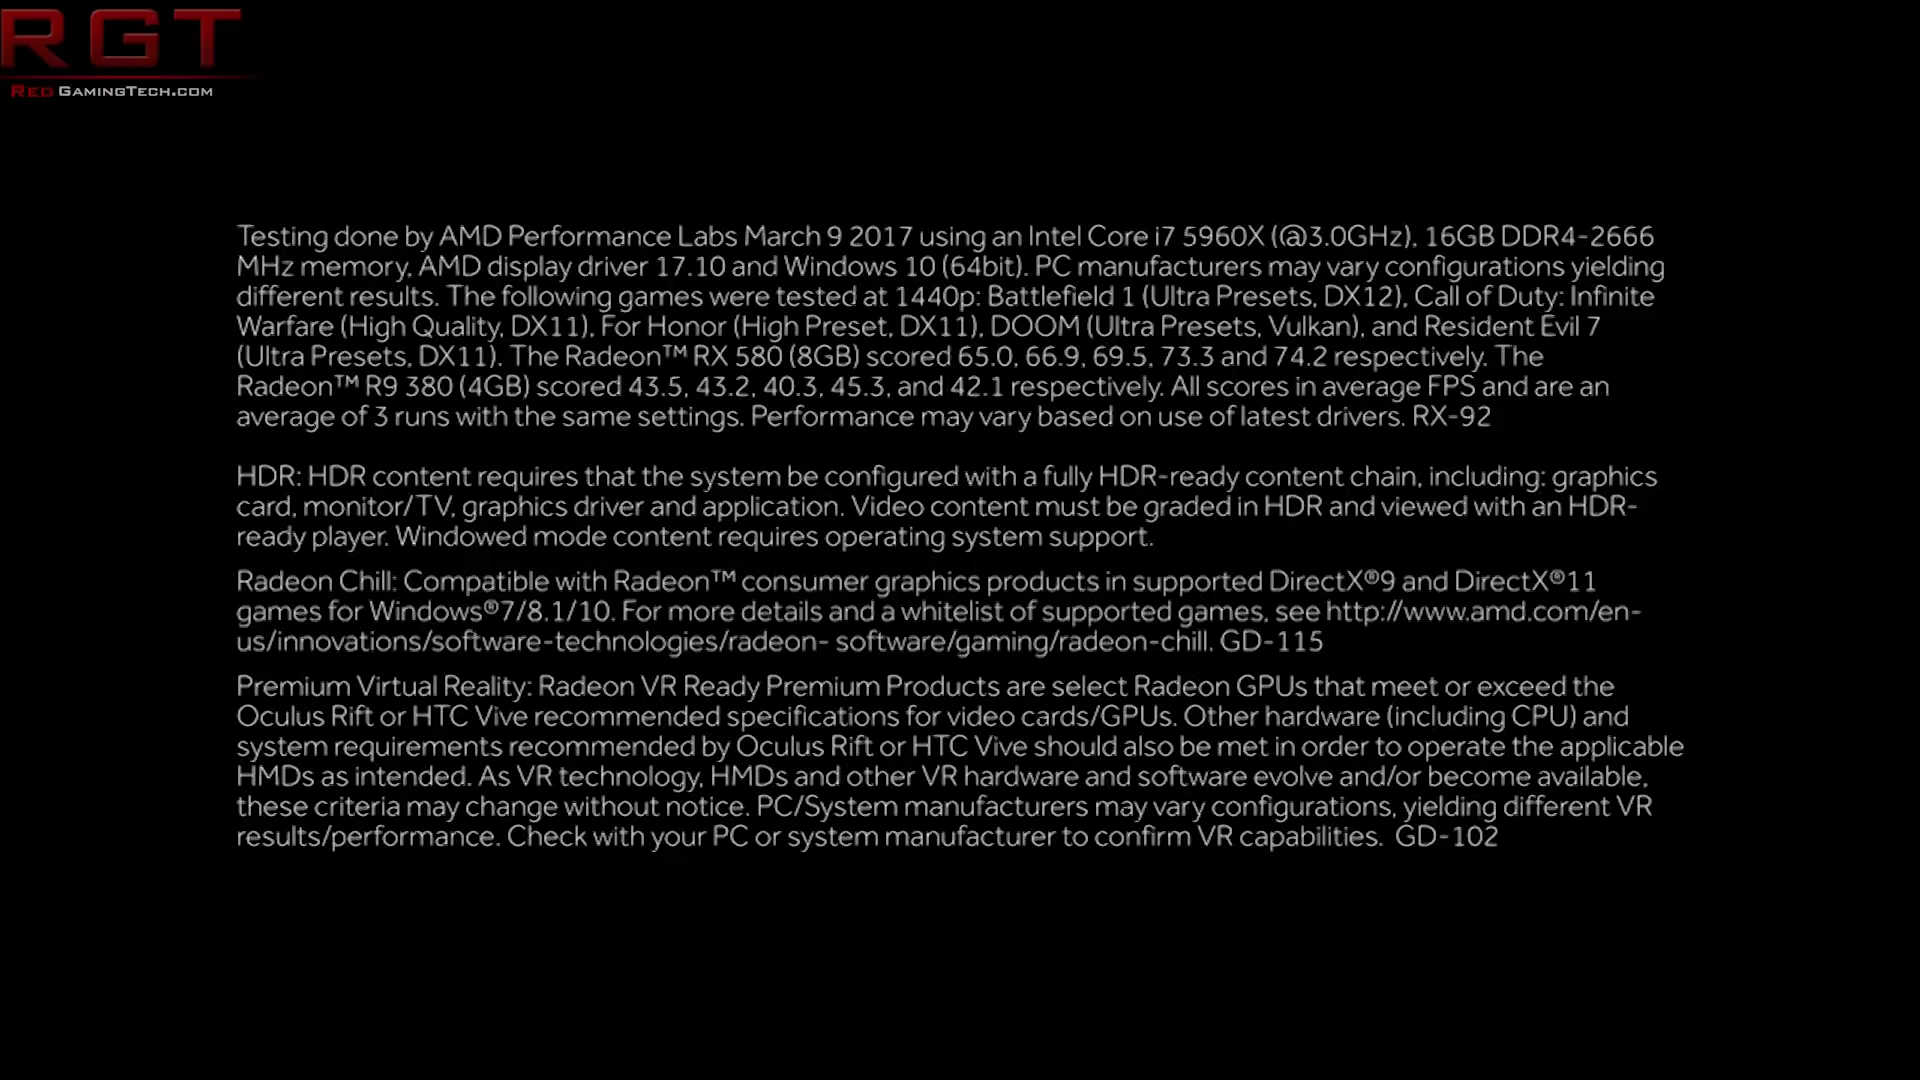 RGT
RED GAMINGTECH.COM
Testing done by AMD Performance Labs March 9 2017 using an Intel Core i7 5960X (@3.0GHz), 16GB DDR4-2666
MHz memory, AMD display driver 17.10 and Windows 10 (64bit). PC manufacturers may vary configurations yielding
different results. The following games were tested at 1440p: Battlefield 1 (Ultra Presets, DX12), Call of Duty: Infinite
Warfare (High Quality, DX11), For Honor (High Preset, DX11), DOOM (Ultra Presets, Vulkan), and Resident Evil 7
(Ultra Presets, DX11). The Radeon™ RX 580 (8GB) scored 65.0, 66.9, 69.5, 73.3 and 74.2 respectively. The
Radeon™ R9 380 (4GB) scored 43.5, 43.2, 40.3, 45.3, and 42.1 respectively. All scores in average FPS and are an
average of 3 runs with the same settings. Performance may vary based on use of latest drivers. RX-92
HDR: HDR content requires that the system be configured with a fully HDR-ready content chain, including: graphics
card, monitor/TV, graphics driver and application. Video content must be graded in HDR and viewed with an HDR-
ready player. Windowed mode content requires operating system support.
Radeon Chill: Compatible with Radeon™ consumer graphics products in supported DirectX®9 and DirectX®11
games for Windows®7/8.1/10. For more details and a whitelist of supported games, see http://www.amd.com/en-
us/innovations/software-technologies/radeon- software/gaming/radeon-chill. GD-115
Premium Virtual Reality: Radeon VR Ready Premium Products are select Radeon GPUs that meet or exceed the
Oculus Rift or HTC Vive recommended specifications for video cards/GPUs. Other hardware (including CPU) and
system requirements recommended by Oculus Rift or HTC Vive should also be met in order to operate the applicable
HMDs as intended. As VR technology, HMDs and other VR hardware and software evolve and/or become available,
these criteria may change without notice. PC/System manufacturers may vary configurations, yielding different VR
results/performance. Check with your PC or system manufacturer to confirm VR capabilities. GD-102